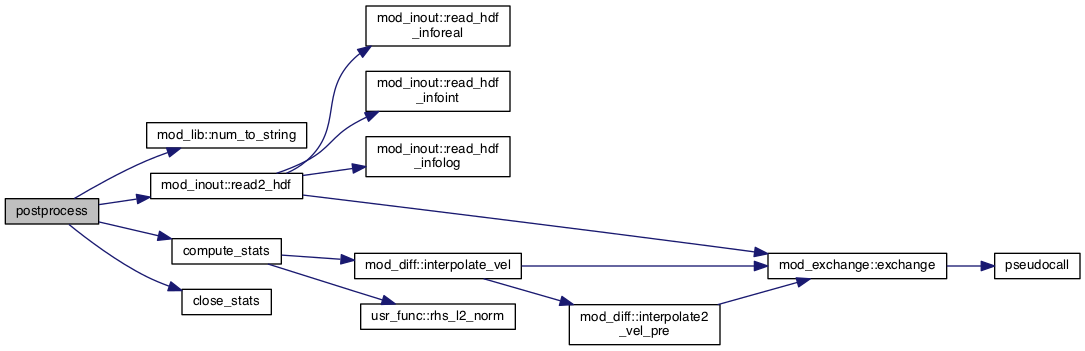 mod_inout::read_hdf
_inforeal
mod_inout::read_hdf
_infoint
mod_lib::num_to_string
mod_inout::read_hdf
_infolog
mod_inout::read2_hdf
postprocess
compute_stats
mod_diff::interpolate_vel
mod_exchange::exchange
pseudocall
close_stats
usr_func::rhs_l2_norm
mod_diff::interpolate2
_vel_pre